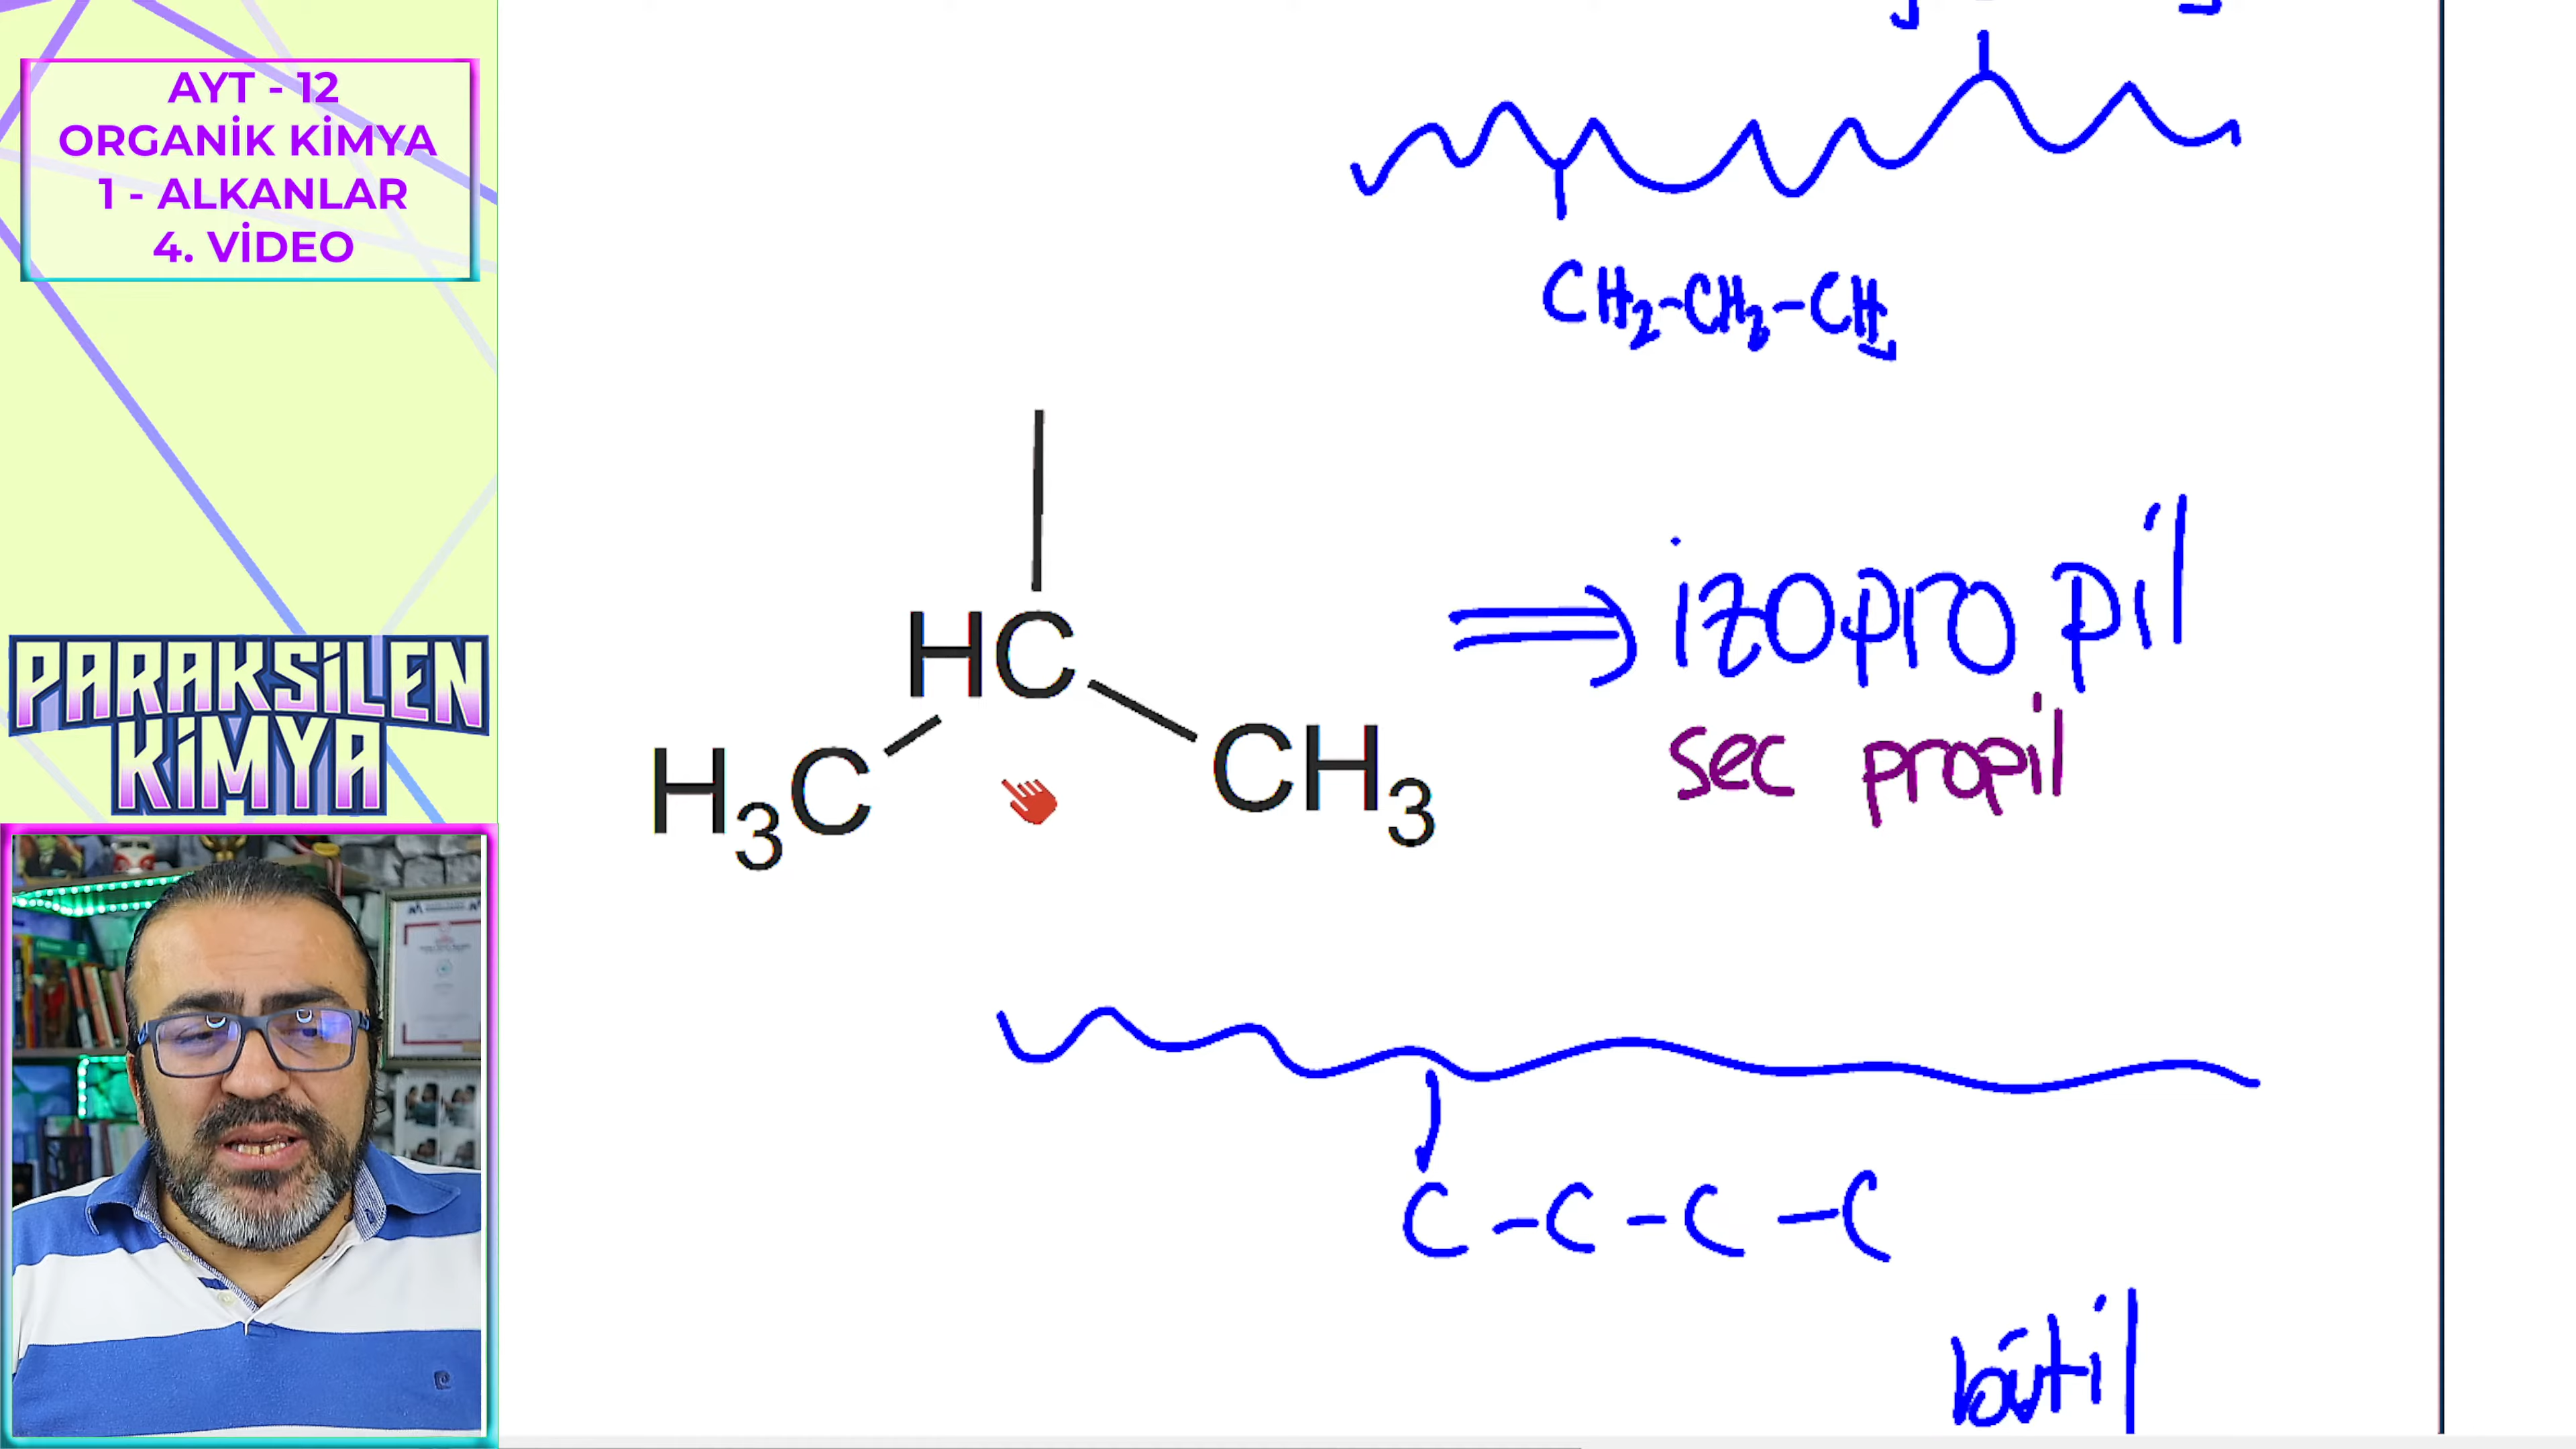 AYT - 12
ORGANİK KİMYA
1 - ALKANLAR
4. VİDEO
PARAKSİLEN
KİMYA
CH2-CH2-CH3
HC
H3C
CH3
⇒ izopropil
sec propil
C - C - C - C
bütil